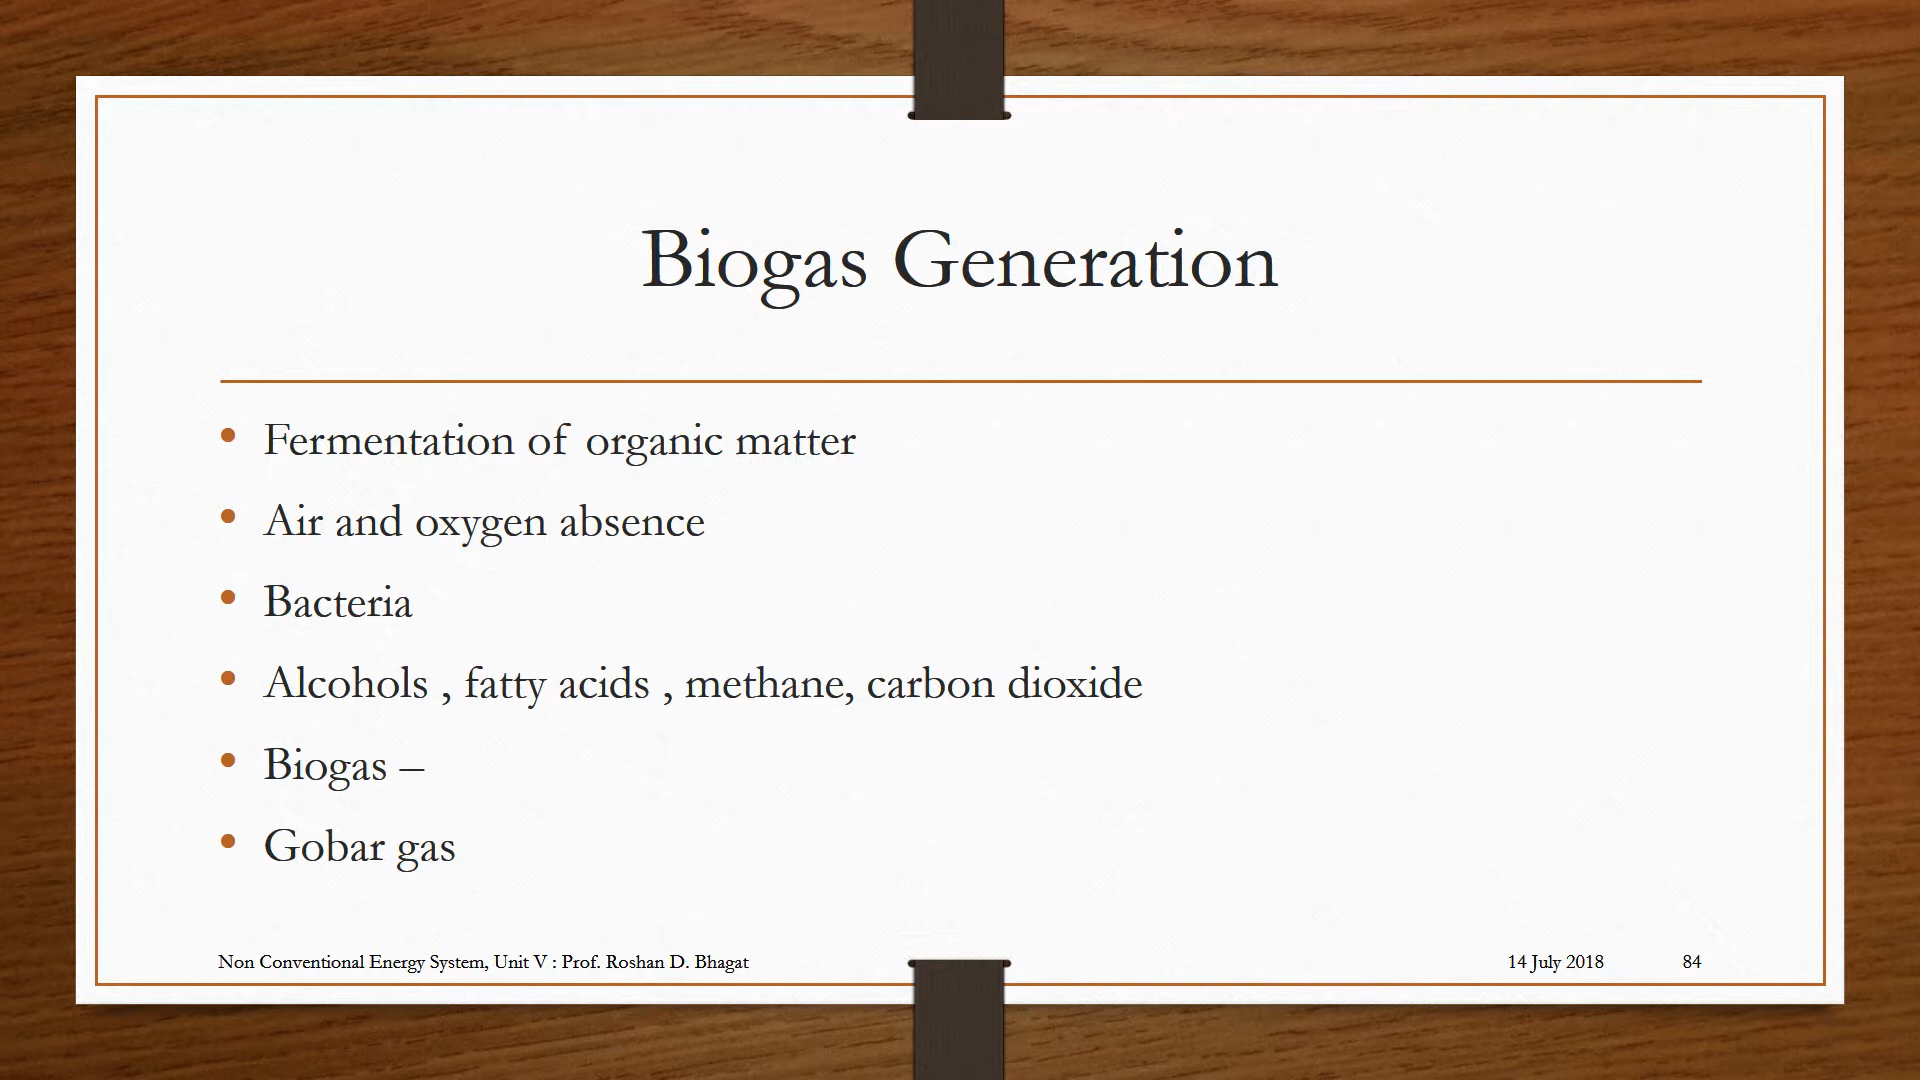 Biogas Generation
• Fermentation of organic matter
• Air and oxygen absence
• Bacteria
• Alcohols , fatty acids , methane, carbon dioxide
• Biogas –
• Gobar gas
Non Conventional Energy System, Unit V : Prof. Roshan D. Bhagat 14 July 2018 84